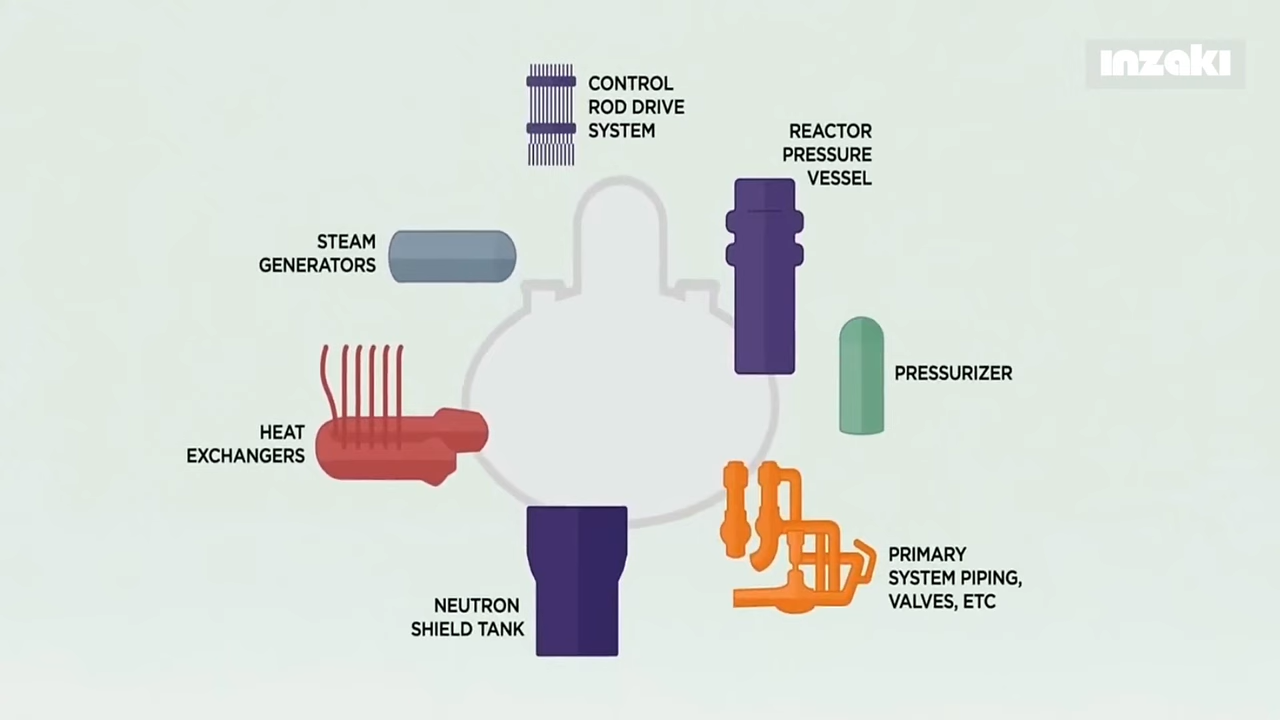 inzaki
CONTROL
ROD DRIVE
SYSTEM
REACTOR
PRESSURE
VESSEL
STEAM
GENERATORS
PRESSURIZER
HEAT
EXCHANGERS
PRIMARY
SYSTEM PIPING,
VALVES, ETC
NEUTRON
SHIELD TANK